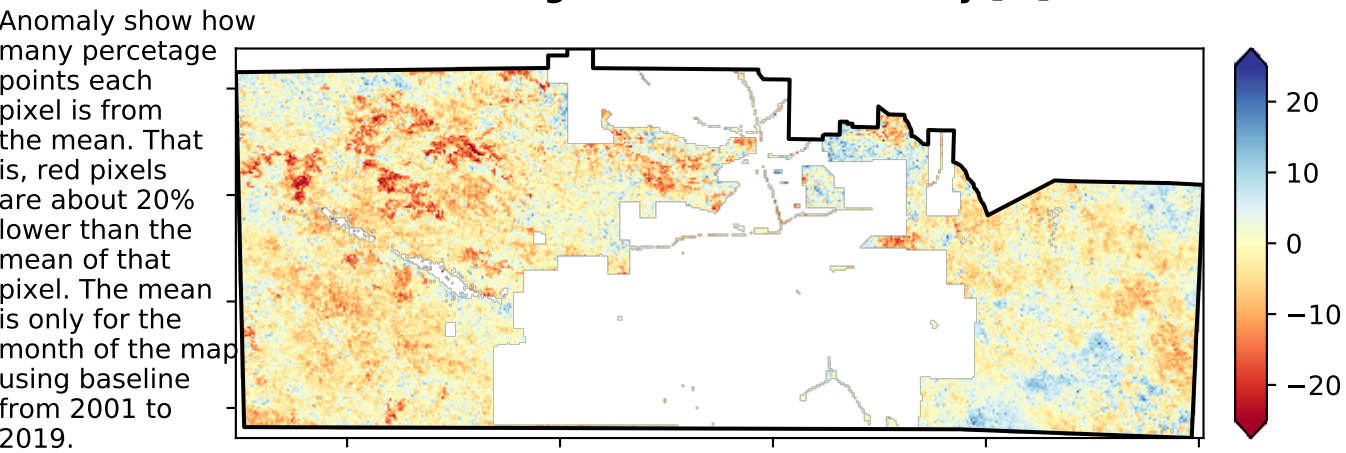 Anomaly show how
many percetage
points each
pixel is from
the mean. That
is, red pixels
are about 20%
lower than the
mean of that
pixel. The mean
is only for the
month of the map
using baseline
from 2001 to
2019.
20
10
0
−10
−20